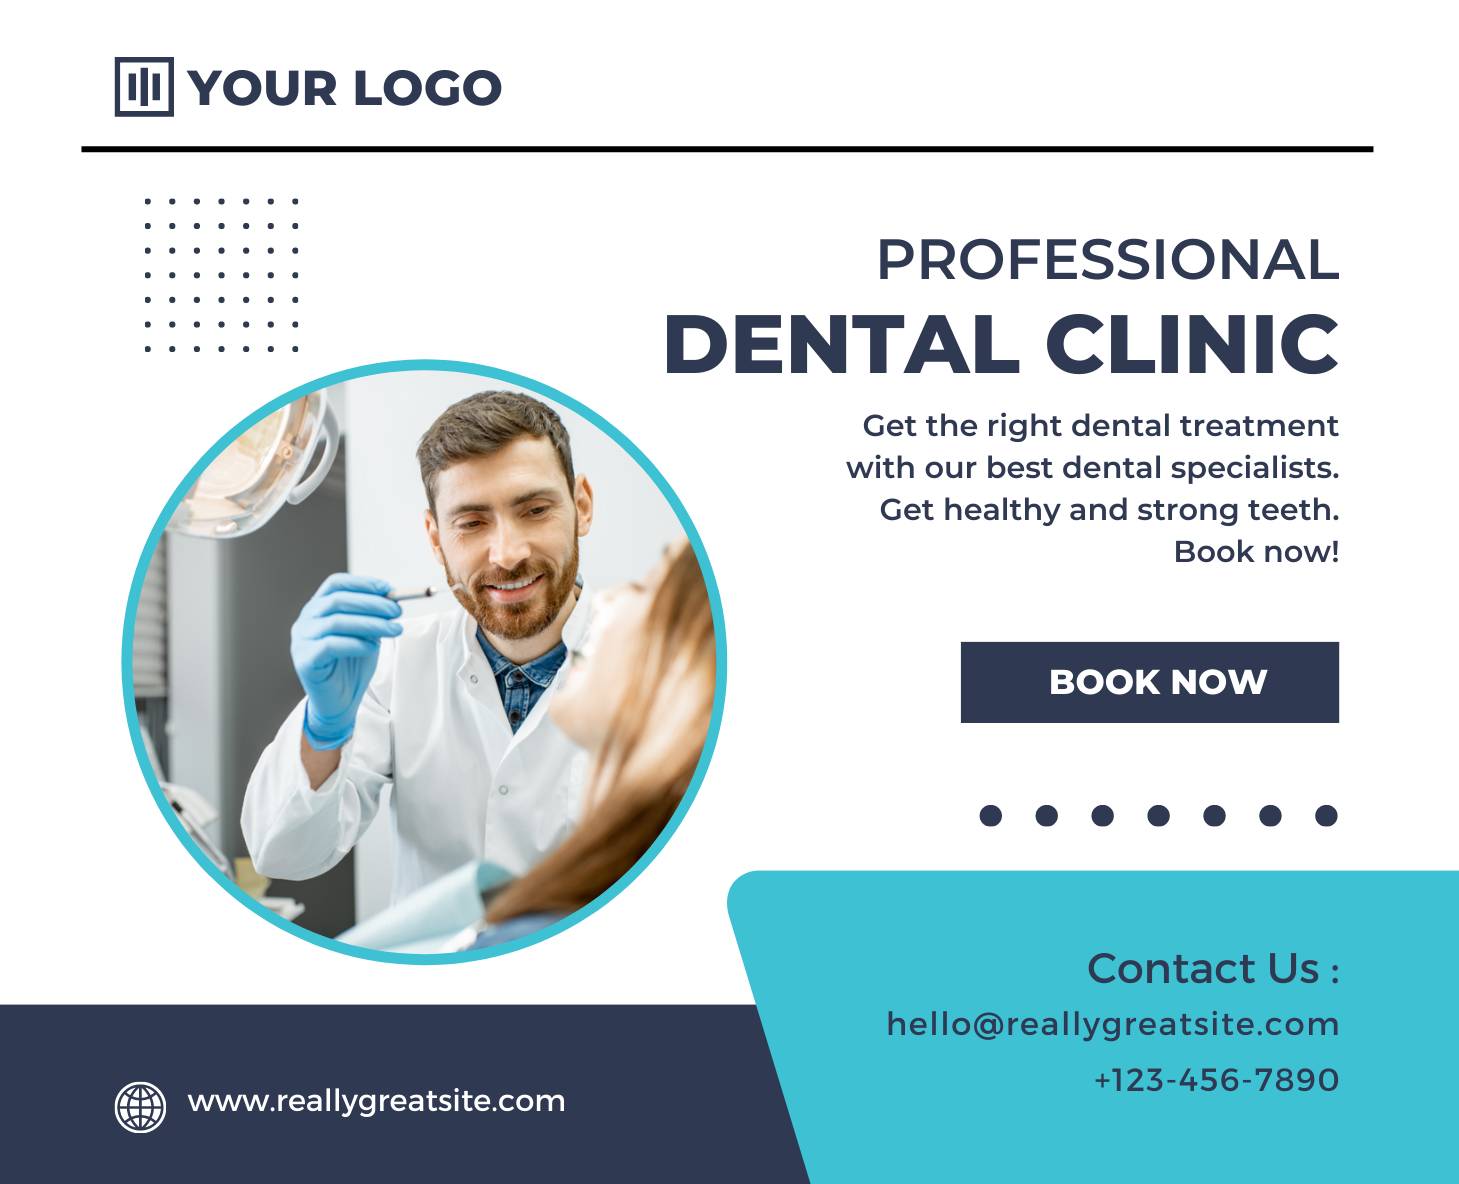 YOUR LOGO
PROFESSIONAL
DENTAL CLINIC
Get the right dental treatment
with our best dental specialists.
Get healthy and strong teeth.
Book now!
BOOK NOW
Contact Us :
hello@reallygreatsite.com
+123-456-7890
www.reallygreatsite.com